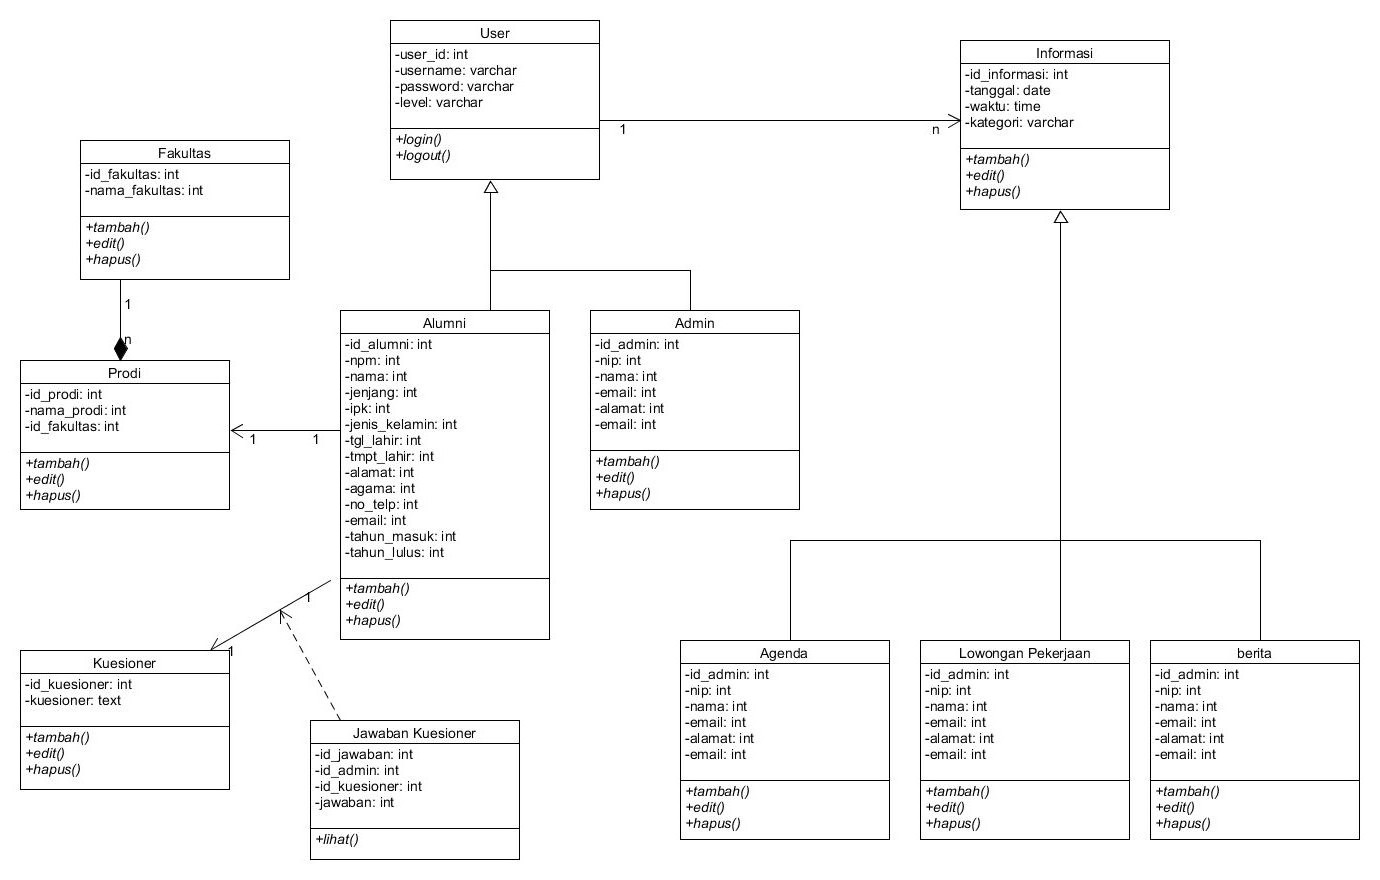 User
-user_id: int
-username: varchar
-password: varchar
-level: varchar
+login()
+logout()
1
n
Informasi
-id_informasi: int
-tanggal: date
-waktu: time
-kategori: varchar
+tambah()
+edit()
+hapus()
Fakultas
-id_fakultas: int
-nama_fakultas: int
+tambah()
+edit()
+hapus()
1
n
Prodi
-id_prodi: int
-nama_prodi: int
-id_fakultas: int
+tambah()
+edit()
+hapus()
1
1
Alumni
-id_alumni: int
-npm: int
-nama: int
-jenjang: int
-ipk: int
-jenis_kelamin: int
-tgl_lahir: int
-tmpt_lahir: int
-alamat: int
-agama: int
-no_telp: int
-email: int
-tahun_masuk: int
-tahun_lulus: int
+tambah()
+edit()
+hapus()
Admin
-id_admin: int
-nip: int
-nama: int
-email: int
-alamat: int
-email: int
+tambah()
+edit()
+hapus()
1
1
Kuesioner
-id_kuesioner: int
-kuesioner: text
+tambah()
+edit()
+hapus()
Jawaban Kuesioner
-id_jawaban: int
-id_admin: int
-id_kuesioner: int
-jawaban: int
+lihat()
Agenda
-id_admin: int
-nip: int
-nama: int
-email: int
-alamat: int
-email: int
+tambah()
+edit()
+hapus()
Lowongan Pekerjaan
-id_admin: int
-nip: int
-nama: int
-email: int
-alamat: int
-email: int
+tambah()
+edit()
+hapus()
berita
-id_admin: int
-nip: int
-nama: int
-email: int
-alamat: int
-email: int
+tambah()
+edit()
+hapus()